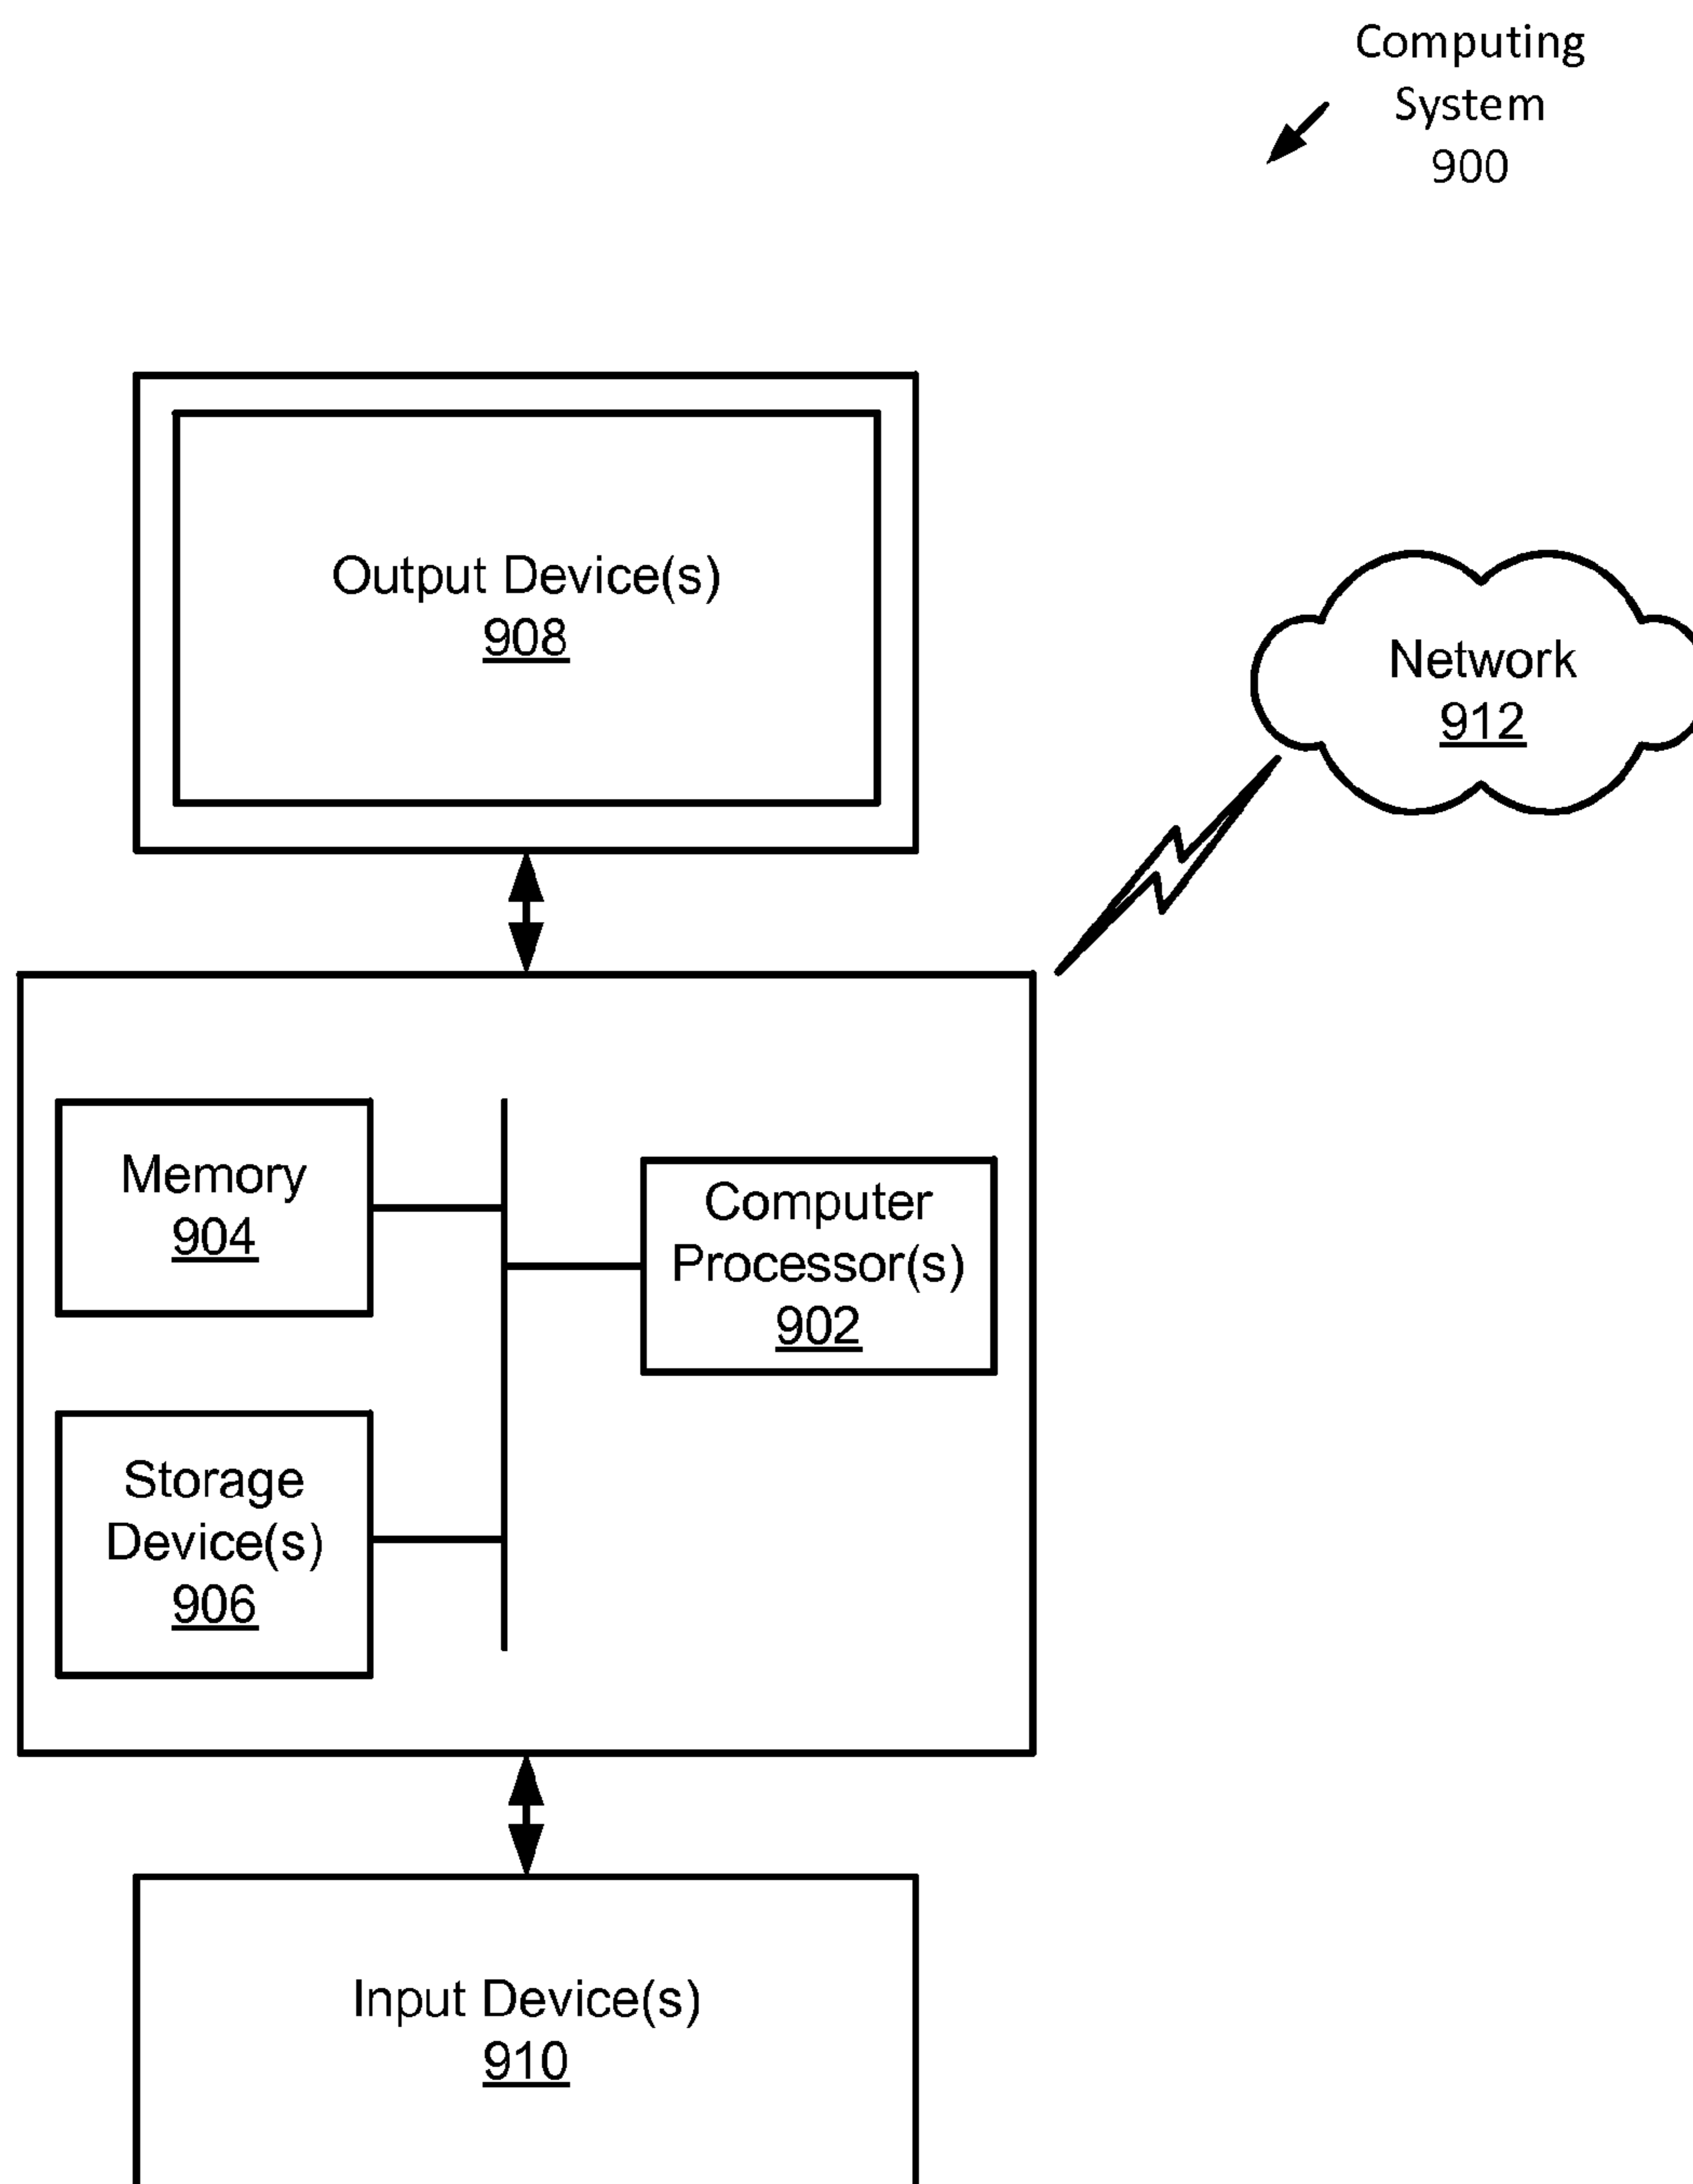 Computing
System
900
Output Device(s)
908
Network
912
Memory
904
Computer
Processor(s)
902
Storage
Device(s)
906
Input Device(s)
910